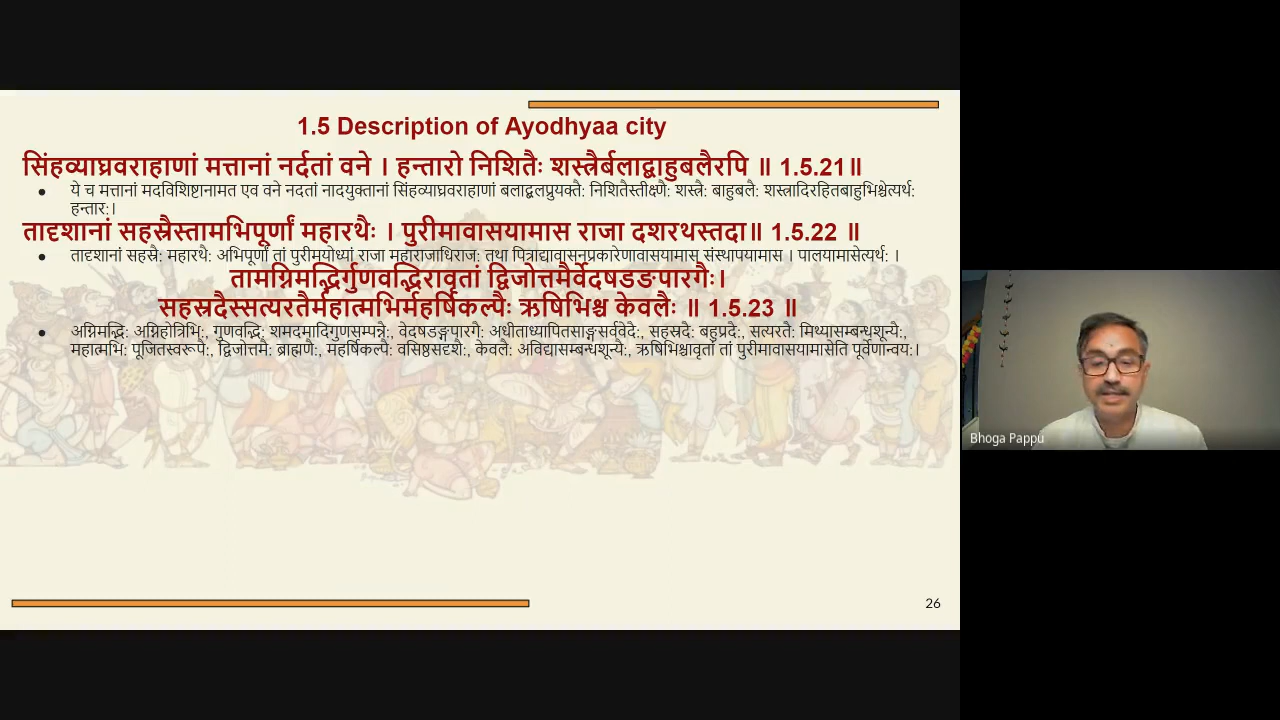 1.5 Description of Ayodhyaa city
सिंहव्याघ्रवराहाणां मत्तानां नर्दतां वने । हन्तारो निशितैः शस्त्रैर्बलाद्बाहुबलैरपि ॥ 1.5.21॥
● ये च मत्तानां मदविशिष्टानामत एव वने नदतां नादयुक्तानां सिंहव्याघ्रवराहाणां बलाद्बलप्रयुक्तै: निशितैस्तीक्ष्णै: शस्त्रै: बाहुबलै: शस्त्रादिरहितबाहुभिश्चेत्यर्थ:
हन्तार:।
तादृशानां सहस्रैस्तामभिपूर्णां महारथैः । पुरीमावासयामास राजा दशरथस्तदा॥ 1.5.22 ॥
● तादृशानां सहस्रै: महारथै: अभिपूर्णां तां पुरीमयोध्यां राजा महाराजाधिराज: तथा पित्राद्यावासनप्रकारेणावासयामास संस्थापयामास । पालयामासेत्यर्थ: ।
तामग्निमद्भिर्गुणवद्भिरावृतां द्विजोत्तमैर्वेदषडङपारगैः।
सहस्रदैस्सत्यरतैर्महात्मभिर्महर्षिकल्पैः ऋषिभिश्च केवलैः ॥ 1.5.23 ॥
● अग्निमद्भि: अग्निहोत्रिभि:, गुणवद्भि: शमदमादिगुणसम्पन्नै:, वेदषडङ्गपारगै: अधीताध्यापितसाङ्गसर्ववेदै:, सहस्रदै: बहुप्रदै:, सत्यरतै: मिथ्यासम्बन्धशून्यै:,
महात्मभि: पूजितस्वरूपै:, द्विजोत्तमै: ब्राह्मणै:, महर्षिकल्पै: वसिष्ठसदृशै:, केवलै: अविद्यासम्बन्धशून्यै:, ऋषिभिश्चावृतां तां पुरीमावासयामासेति पूर्वेणान्वय:।
26
Bhoga Pappu